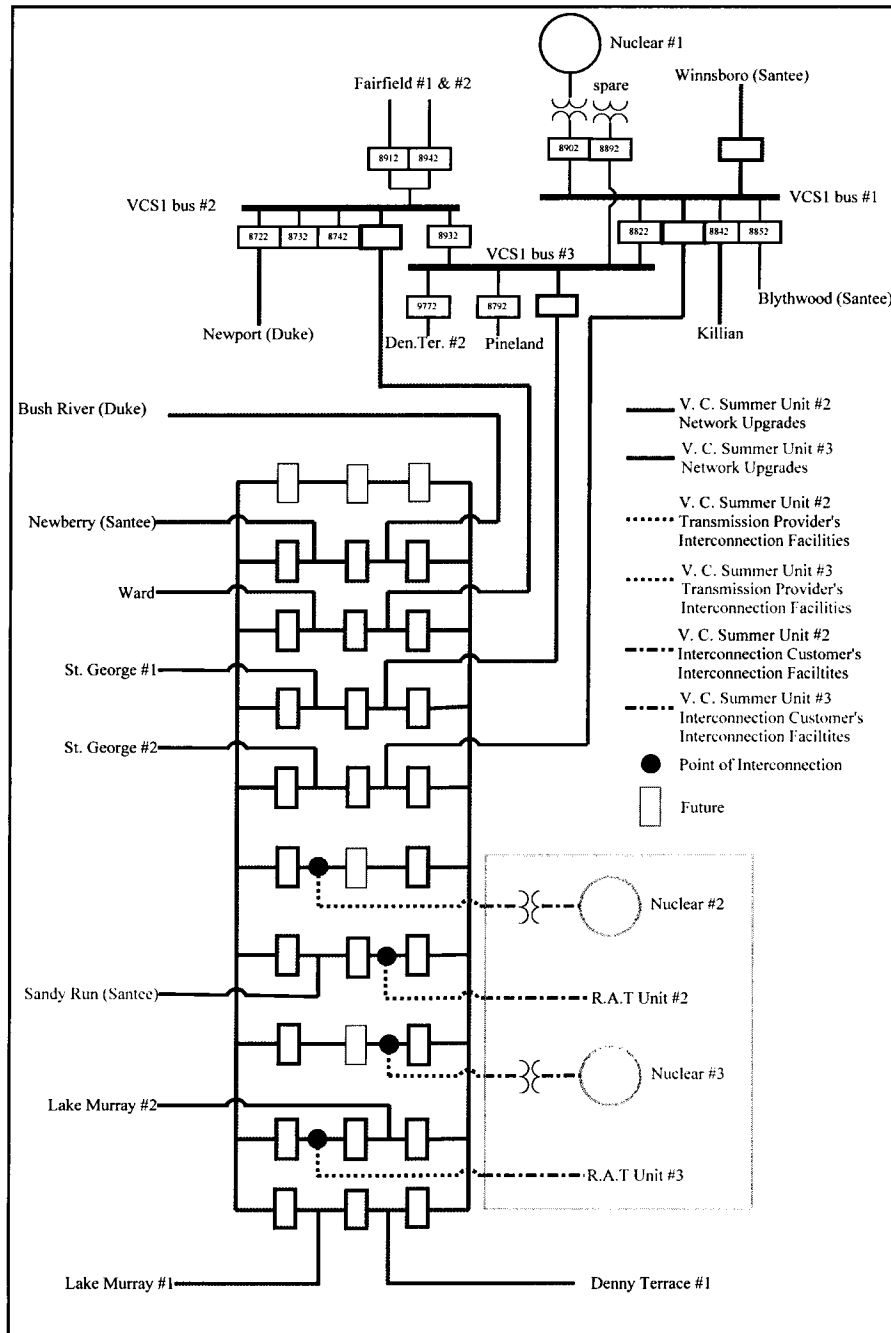 Nuclear #1
Fairfield #1 & #2
spare
Winnsboro (Santee)
8912
8942
8902
8892
VCS1 bus #2
VCS1 bus #1
8722
8732
8742
8932
8822
8842
8852
VCS1 bus #3
9772
8792
Blythwood (Santee)
Newport (Duke)
Den.Ter. #2
Pineland
Killian
Bush River (Duke)
V. C. Summer Unit #2
Network Upgrades
V. C. Summer Unit #3
Network Upgrades
Newberry (Santee)
V. C. Summer Unit #2
Transmission Provider's
Interconnection Facilities
Ward
V. C. Summer Unit #3
Transmission Provider's
Interconnection Facilities
St. George #1
V. C. Summer Unit #2
Interconnection Customer's
Interconnection Faciltites
V. C. Summer Unit #3
Interconnection Customer's
Interconnection Faciltites
St. George #2
Point of Interconnection
Future
Nuclear #2
Sandy Run (Santee)
R.A.T Unit #2
Nuclear #3
Lake Murray #2
R.A.T Unit #3
Lake Murray #1
Denny Terrace #1